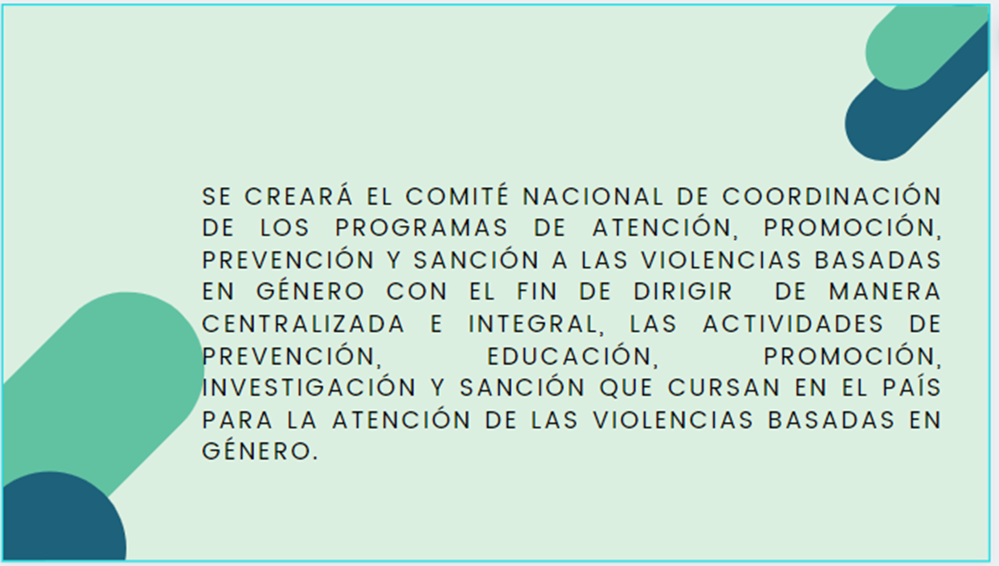 SE CREARÁ EL COMITÉ NACIONAL DE COORDINACIÓN
DE LOS PROGRAMAS DE ATENCIÓN, PROMOCIÓN,
PREVENCIÓN Y SANCIÓN A LAS VIOLENCIAS BASADAS
EN GÉNERO CON EL FIN DE DIRIGIR DE MANERA
CENTRALIZADA E INTEGRAL, LAS ACTIVIDADES DE
PREVENCIÓN, EDUCACIÓN, PROMOCIÓN,
INVESTIGACIÓN Y SANCIÓN QUE CURSAN EN EL PAÍS
PARA LA ATENCIÓN DE LAS VIOLENCIAS BASADAS EN
GÉNERO.